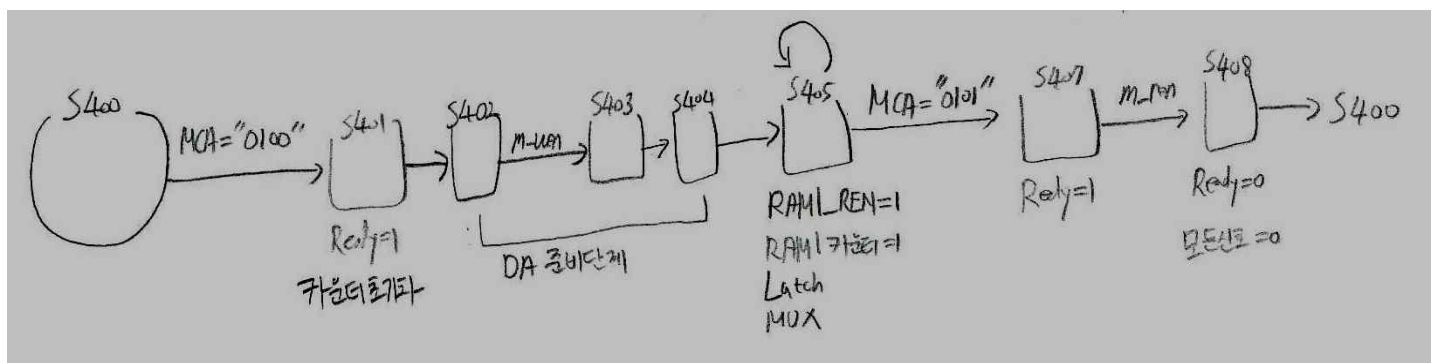 S400
MCA="0100"
S401
Ready=1
카운터초기화
S402
m_wen
S403
S404
DA 준비단계
S405
RAM1_REN=1
RAM1 카운터=1
Latch
MUX
MCA="0101"
S407
Ready=1
m_ren
S408
Ready=0
모든신호=0
S400